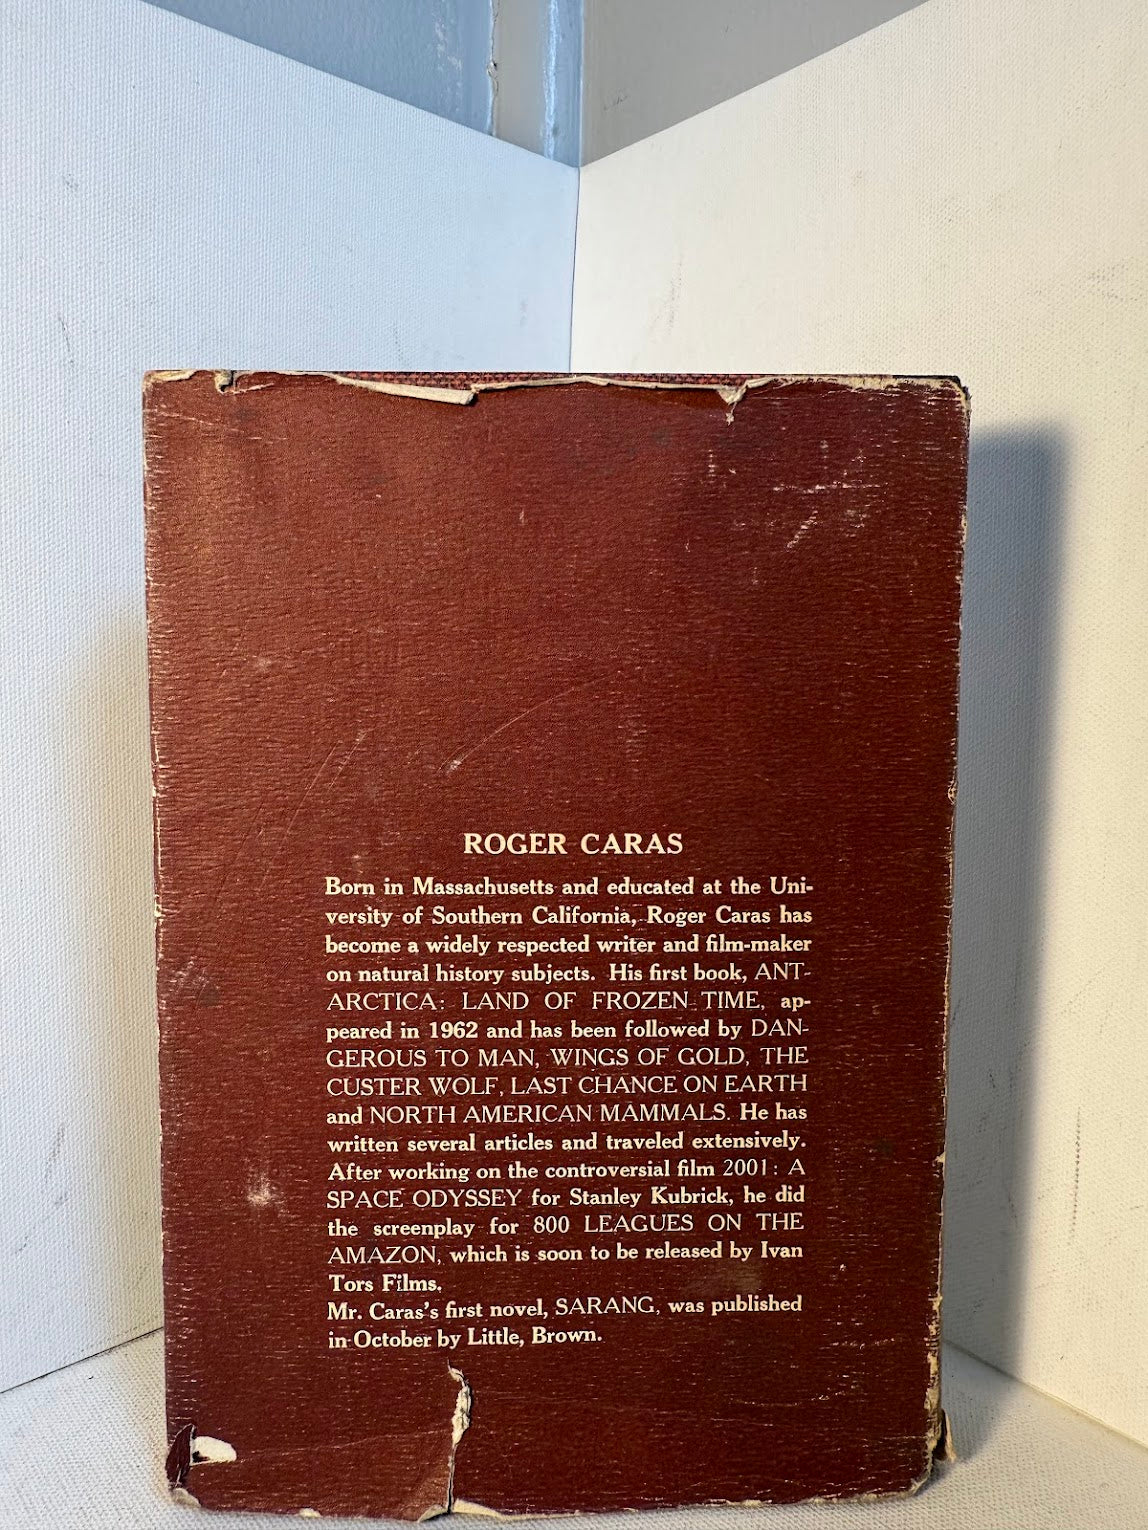 ROGER CARAS
Born in Massachusetts and educated at the Uni-
versity of Southern California, Roger Caras has
become a widely respected writer and film-maker
on natural history subjects. His first book, ANT-
ARCTICA: LAND OF FROZEN TIME, ap-
peared in 1962 and has been followed by DAN-
GEROUS TO MAN, WINGS OF GOLD, THE
CUSTER WOLF, LAST CHANCE ON EARTH
and NORTH AMERICAN MAMMALS. He has
written several articles and traveled extensively.
After working on the controversial film 2001: A
SPACE ODYSSEY for Stanley Kubrick, he did
the screenplay for 800 LEAGUES ON THE
AMAZON, which is soon to be released by Ivan
Tors Films.
Mr. Caras's first novel, SARANG, was published
in October by Little, Brown.